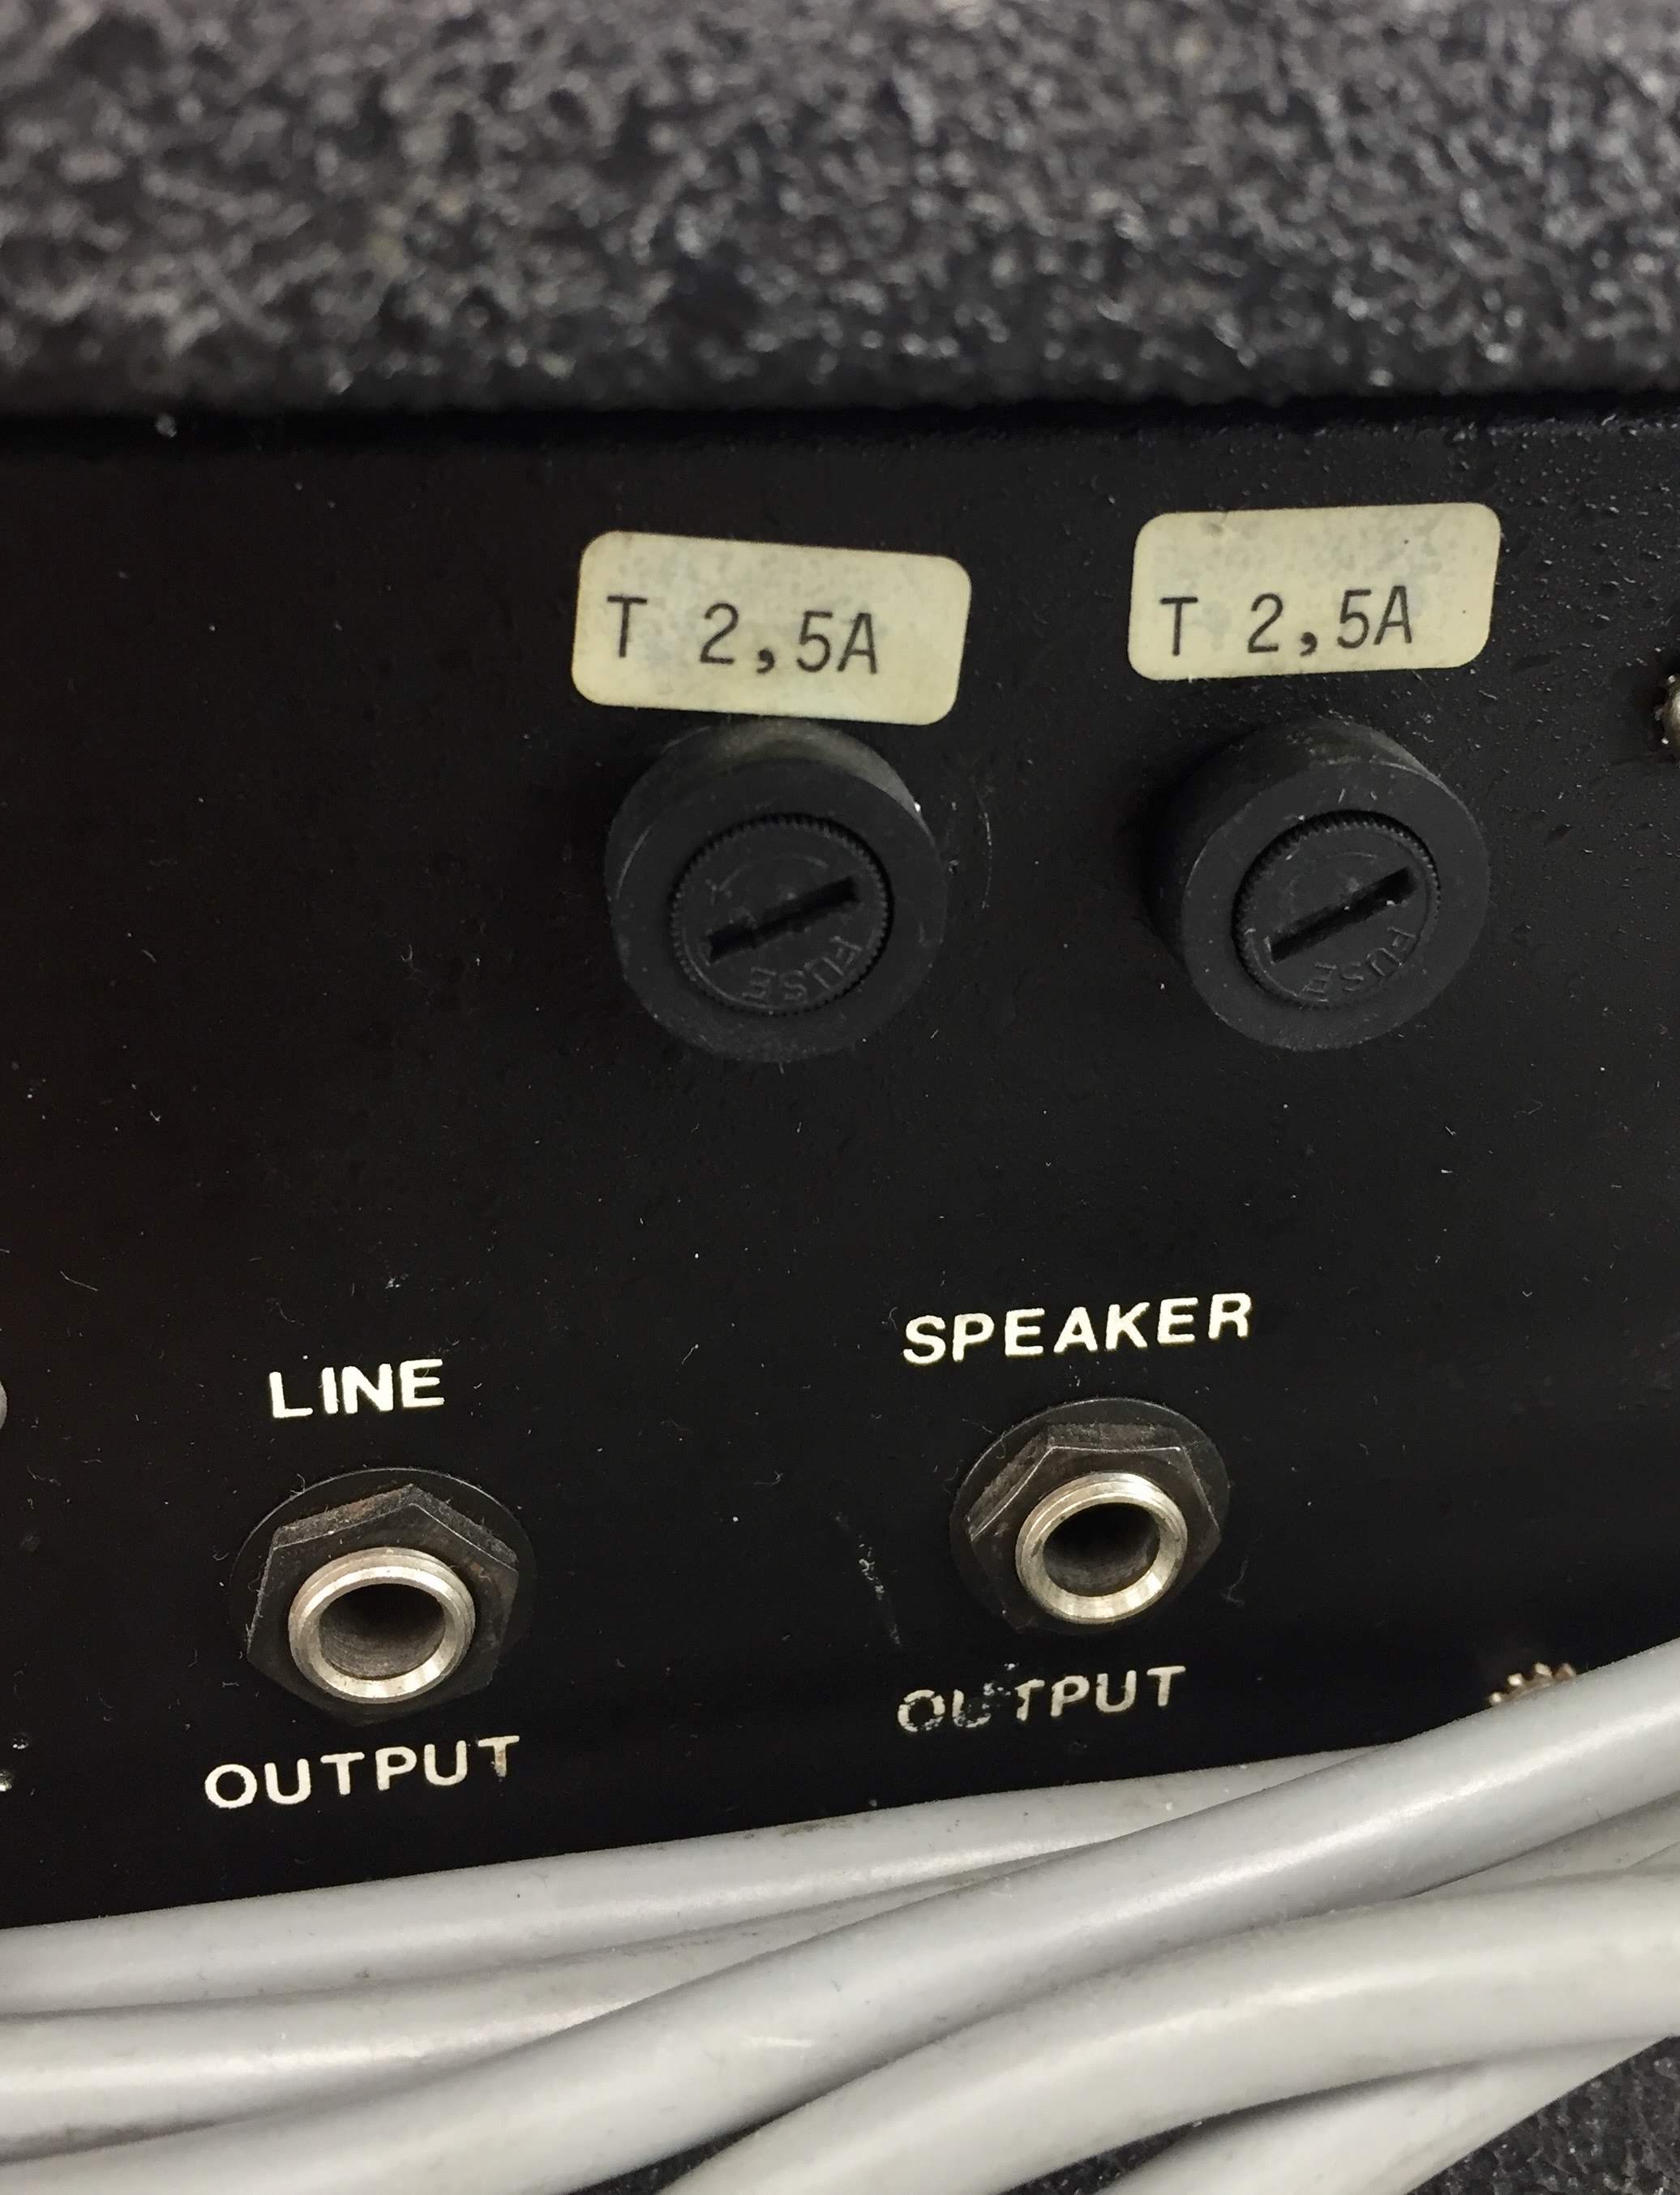 T 2,5A
T 2,5A
FUSE
FUSE
LINE
SPEAKER
OUTPUT
OUTPUT